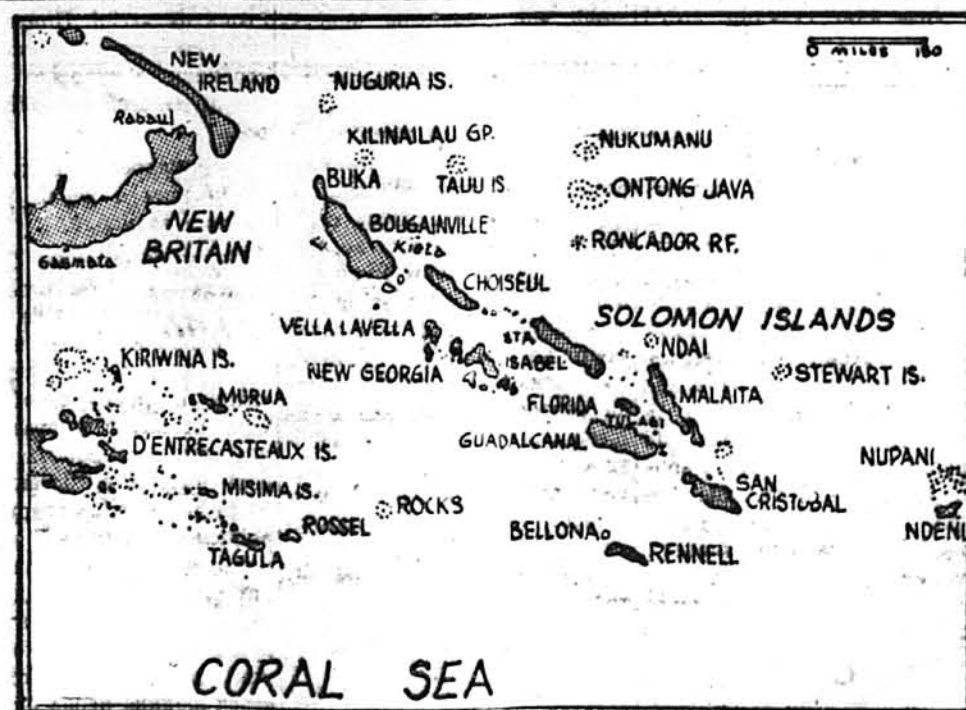 0 MILES 180
NEW
IRELAND
NUGURIA IS.
Rabaul
KILINAILAU GP.
NUKUMANU
TAUU IS.
BUKA
ONTONG JAVA
NEW
BRITAIN
BOUGAINVILLE
Kieta
RONCADOR RF.
Gasmata
CHOISEUL
SOLOMON ISLANDS
VELLA LAVELLA
STA
ISABEL
NDAI
KIRIWINA IS.
NEW GEORGIA
STEWART IS.
MURUA
FLORIDA
MALAITA
TULAGI
GUADALCANAL
D'ENTRECASTEAUX IS.
NUPANI
MISIMA IS.
SAN
CRISTUBAL
ROCKS
ROSSEL
BELLONA
NDENI
TAGULA
RENNELL
CORAL SEA